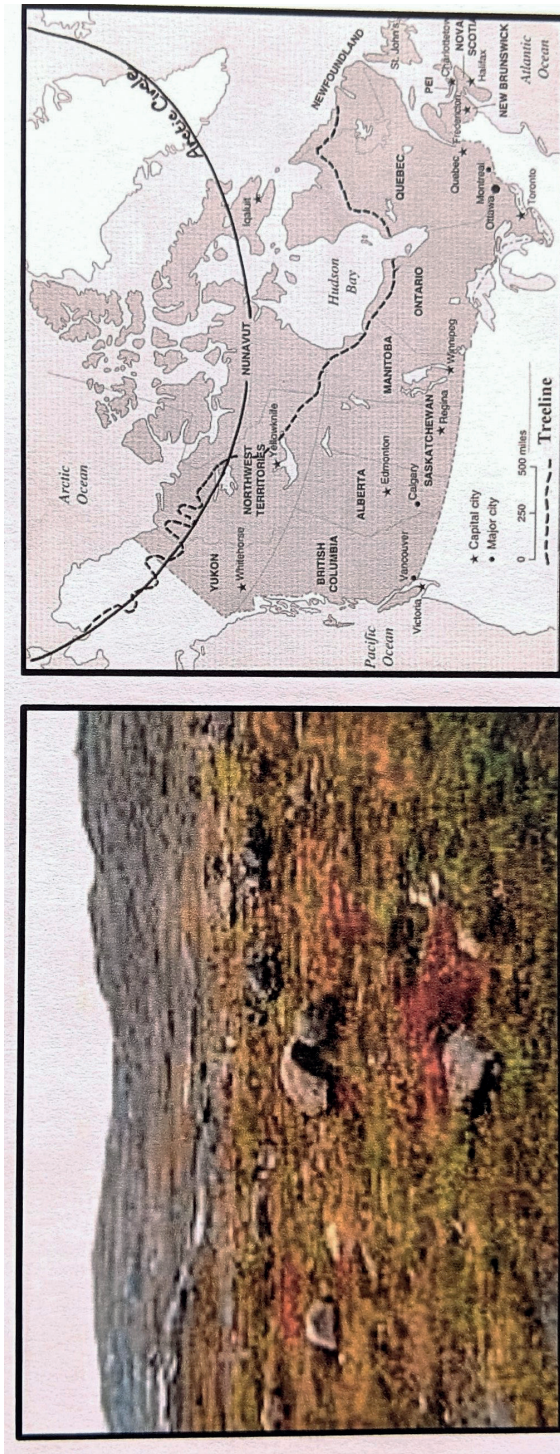 Arctic Circle
Arctic
Ocean
NUNAVUT
Iqaluit
NEWFOUNDLAND
St. John's
YUKON
Whitehorse
NORTHWEST
TERRITORIES
Yellowknife
Hudson
Bay
QUEBEC
PEI
Charlottetow
NOVA
SCOTIA
Halifax
Fredericton
NEW BRUNSWICK
Atlantic
Ocean
BRITISH
COLUMBIA
ALBERTA
Edmonton
Calgary
SASKATCHEWAN
Regina
MANITOBA
Winnipeg
ONTARIO
Quebec
Montreal
Ottawa
Toronto
Pacific
Ocean
Vancouver
Victoria
★ Capital city
• Major city
0 250 500 miles
Treeline